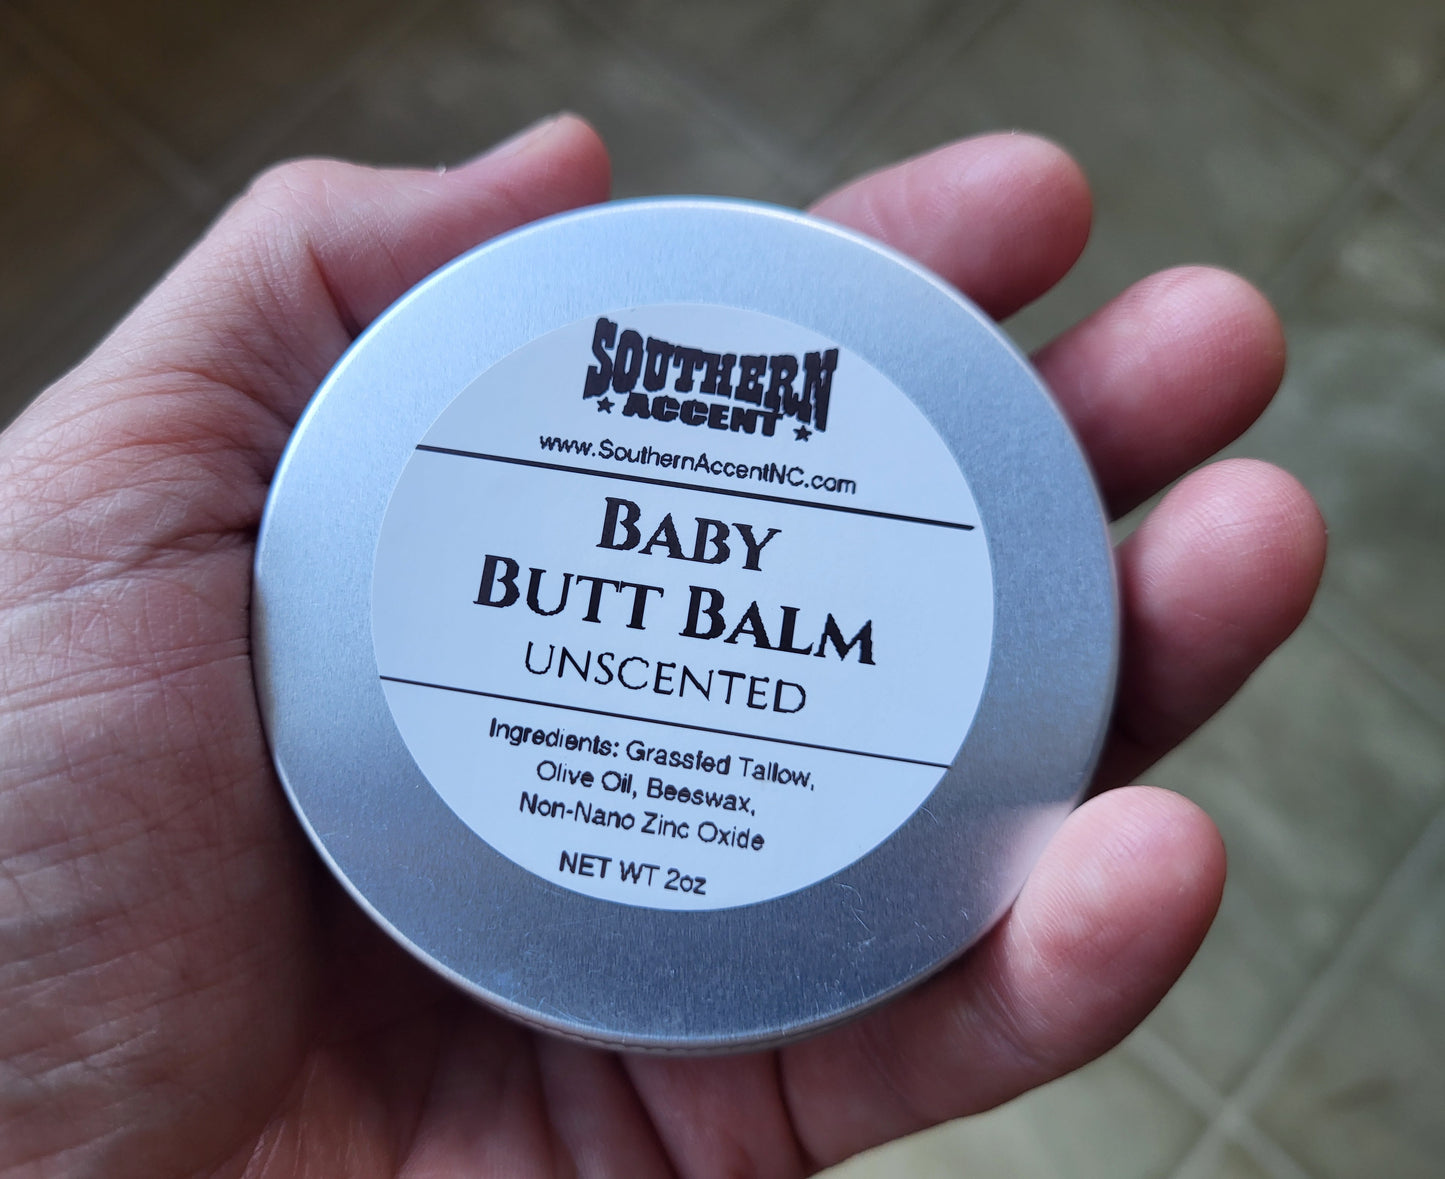 SOUTHERN
ACCENT
www.SouthernAccentNC.com
BABY
BUTT BALM
UNSCENTED
Ingredients: Grassfed Tallow,
Olive Oil, Beeswax,
Non-Nano Zinc Oxide
NET WT 2oz